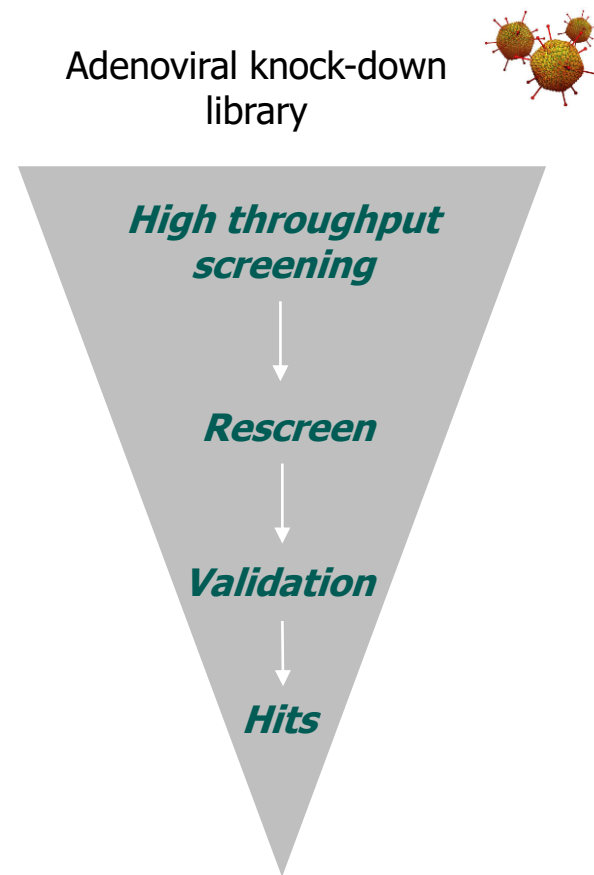 Adenoviral knock-down
library
High throughput
screening
Rescreen
Validation
Hits